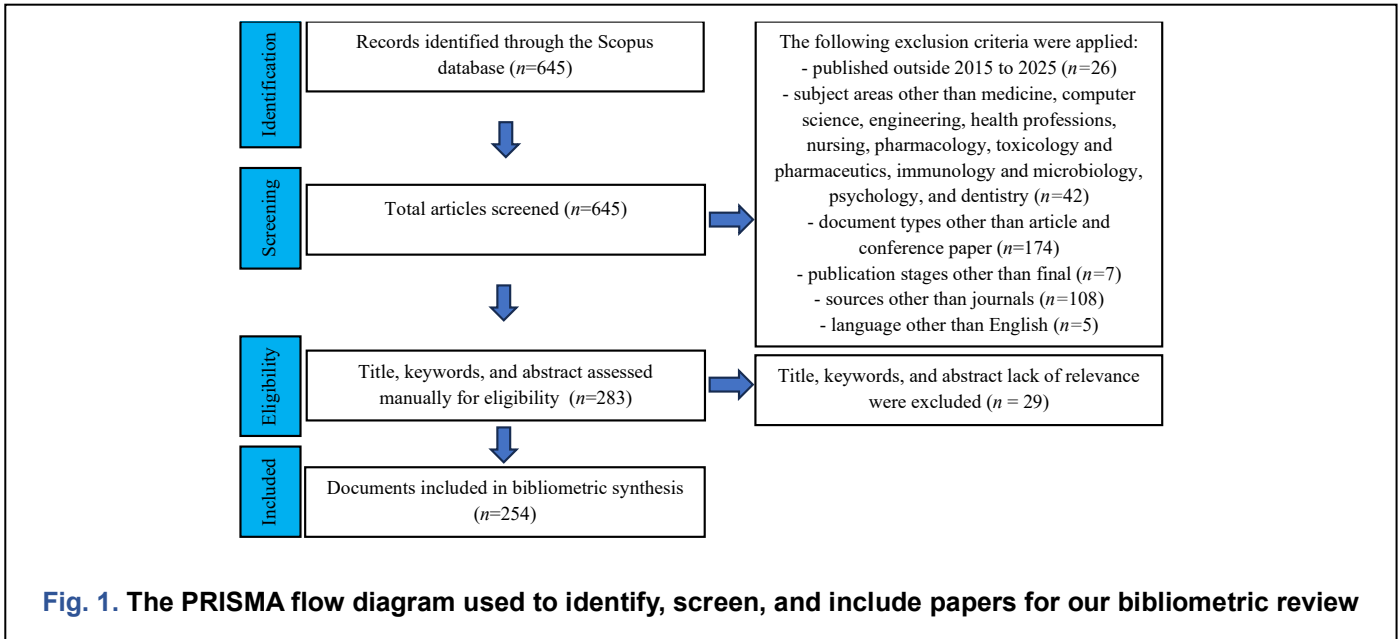 Identification
Records identified through the Scopus
database (n=645)
The following exclusion criteria were applied:
- published outside 2015 to 2025 (n=26)
- subject areas other than medicine, computer
science, engineering, health professions,
nursing, pharmacology, toxicology and
pharmaceutics, immunology and microbiology,
psychology, and dentistry (n=42)
- document types other than article and
conference paper (n=174)
- publication stages other than final (n=7)
- sources other than journals (n=108)
- language other than English (n=5)
Screening
Total articles screened (n=645)
Eligibility
Title, keywords, and abstract assessed
manually for eligibility (n=283)
Title, keywords, and abstract lack of relevance
were excluded (n = 29)
Included
Documents included in bibliometric synthesis
(n=254)
Fig. 1. The PRISMA flow diagram used to identify, screen, and include papers for our bibliometric review